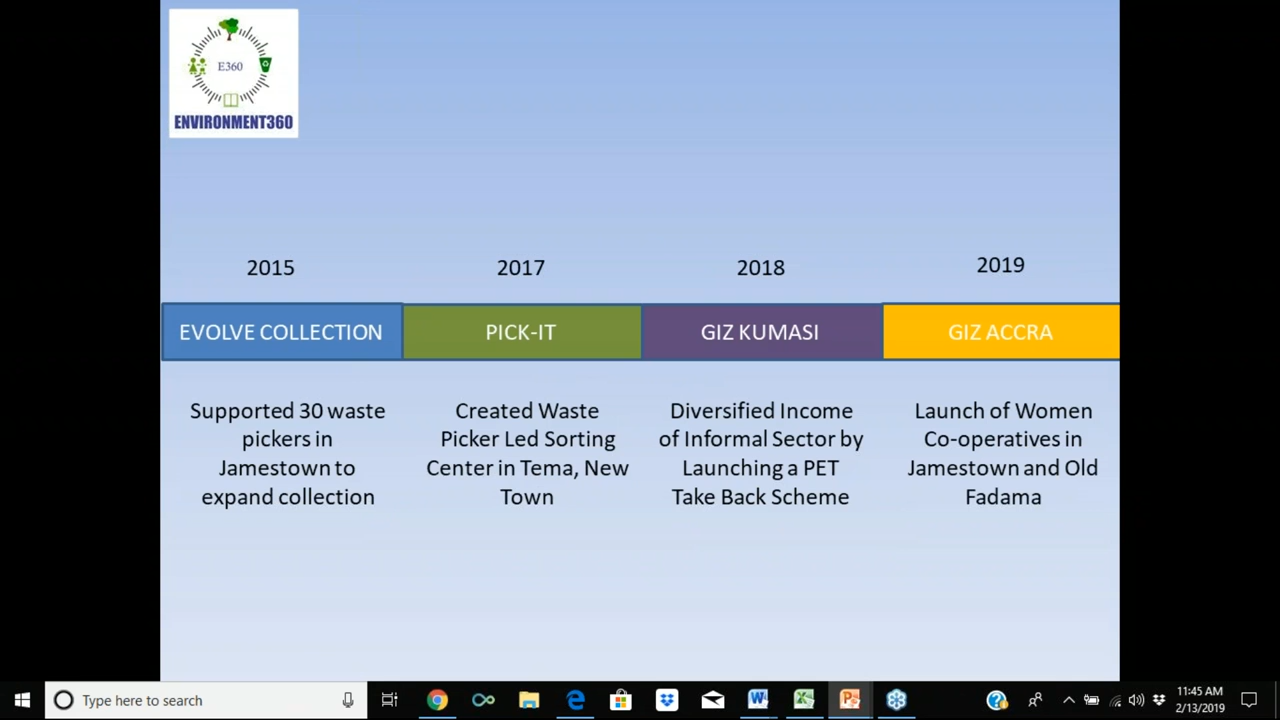 E360
ENVIRONMENT360
2015
2017
2018
2019
EVOLVE COLLECTION
PICK-IT
GIZ KUMASI
GIZ ACCRA
Supported 30 waste
pickers in
Jamestown to
expand collection
Created Waste
Picker Led Sorting
Center in Tema, New
Town
Diversified Income
of Informal Sector by
Launching a PET
Take Back Scheme
Launch of Women
Co-operatives in
Jamestown and Old
Fadama
Type here to search
11:45 AM
2/13/2019